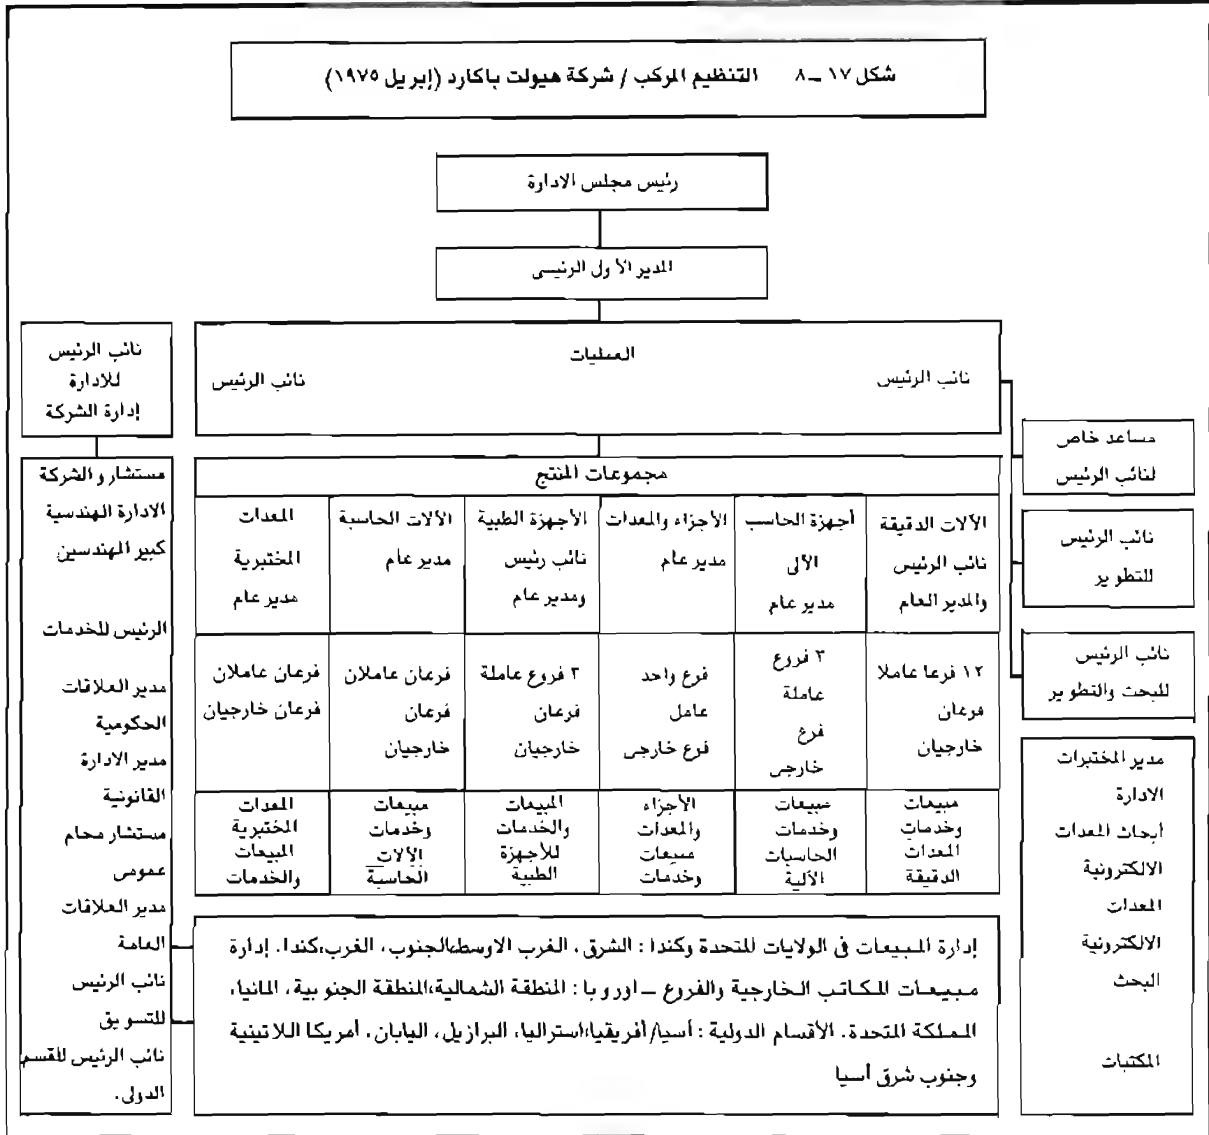 شكل ١٧ ــ ٨ التنظيم المركب / شركة هيولت باكارد (إبريل ١٩٧٥)
رئيس مجلس الادارة
المدير الأول الرئيسى
العمليات
نائب الرئيس
نائب الرئيس
مساعد خاص
لنائب الرئيس
نائب الرئيس
للتطوير
نائب الرئيس
للبحث والتطوير
مدير المختبرات
الادارة
أبحاث المعدات
الالكترونية
المعدات
الالكترونية
البحث
المكتبات
مجموعات المنتج
الآلات الدقيقة
نائب الرئيس
والمدير العام
أجهزة الحاسب
الآلى
مدير عام
الأجزاء والمعدات
مدير عام
الأجهزة الطبية
نائب رئيس
ومدير عام
الآلات الحاسبة
مدير عام
المعدات
المختبرية
مدير عام
١٢ فرعا عاملا
فرعان
خارجيان
٣ فروع
عاملة
فرع
خارجى
فرع واحد
عامل
فرع خارجى
٣ فروع عاملة
فرعان
خارجيان
فرعان عاملان
فرعان
خارجيان
فرعان عاملان
فرعان خارجيان
مبيعات
وخدمات
المعدات
الدقيقة
مبيعات
وخدمات
الحاسبات
الآلية
الأجزاء
والمعدات
مبيعات
وخدمات
المبيعات
والخدمات
للأجهزة
الطبية
مبيعات
وخدمات
الآلات
الحاسبة
المعدات
المختبرية
المبيعات
والخدمات
إدارة المبيعات فى الولايات المتحدة وكندا : الشرق، الغرب الاوسط،الجنوب، الغرب،كندا. إدارة
مبيعات المكاتب الخارجية والفروع ــ اوروبا : المنطقة الشمالية،المنطقة الجنوبية، المانيا،
المملكة المتحدة. الأقسام الدولية : أسيا/أفريقيا/استراليا، البرازيل، اليابان. أمريكا اللاتينية
وجنوب شرق أسيا
نائب الرئيس
للادارة
إدارة الشركة
مستشارو الشركة
الادارة الهندسية
كبير المهندسين
الرئيس للخدمات
مدير العلاقات
الحكومية
مدير الادارة
القانونية
مستشار محام
عمومى
مدير العلاقات
العامة
نائب الرئيس
للتسويق
نائب الرئيس للقسم
الدولى.